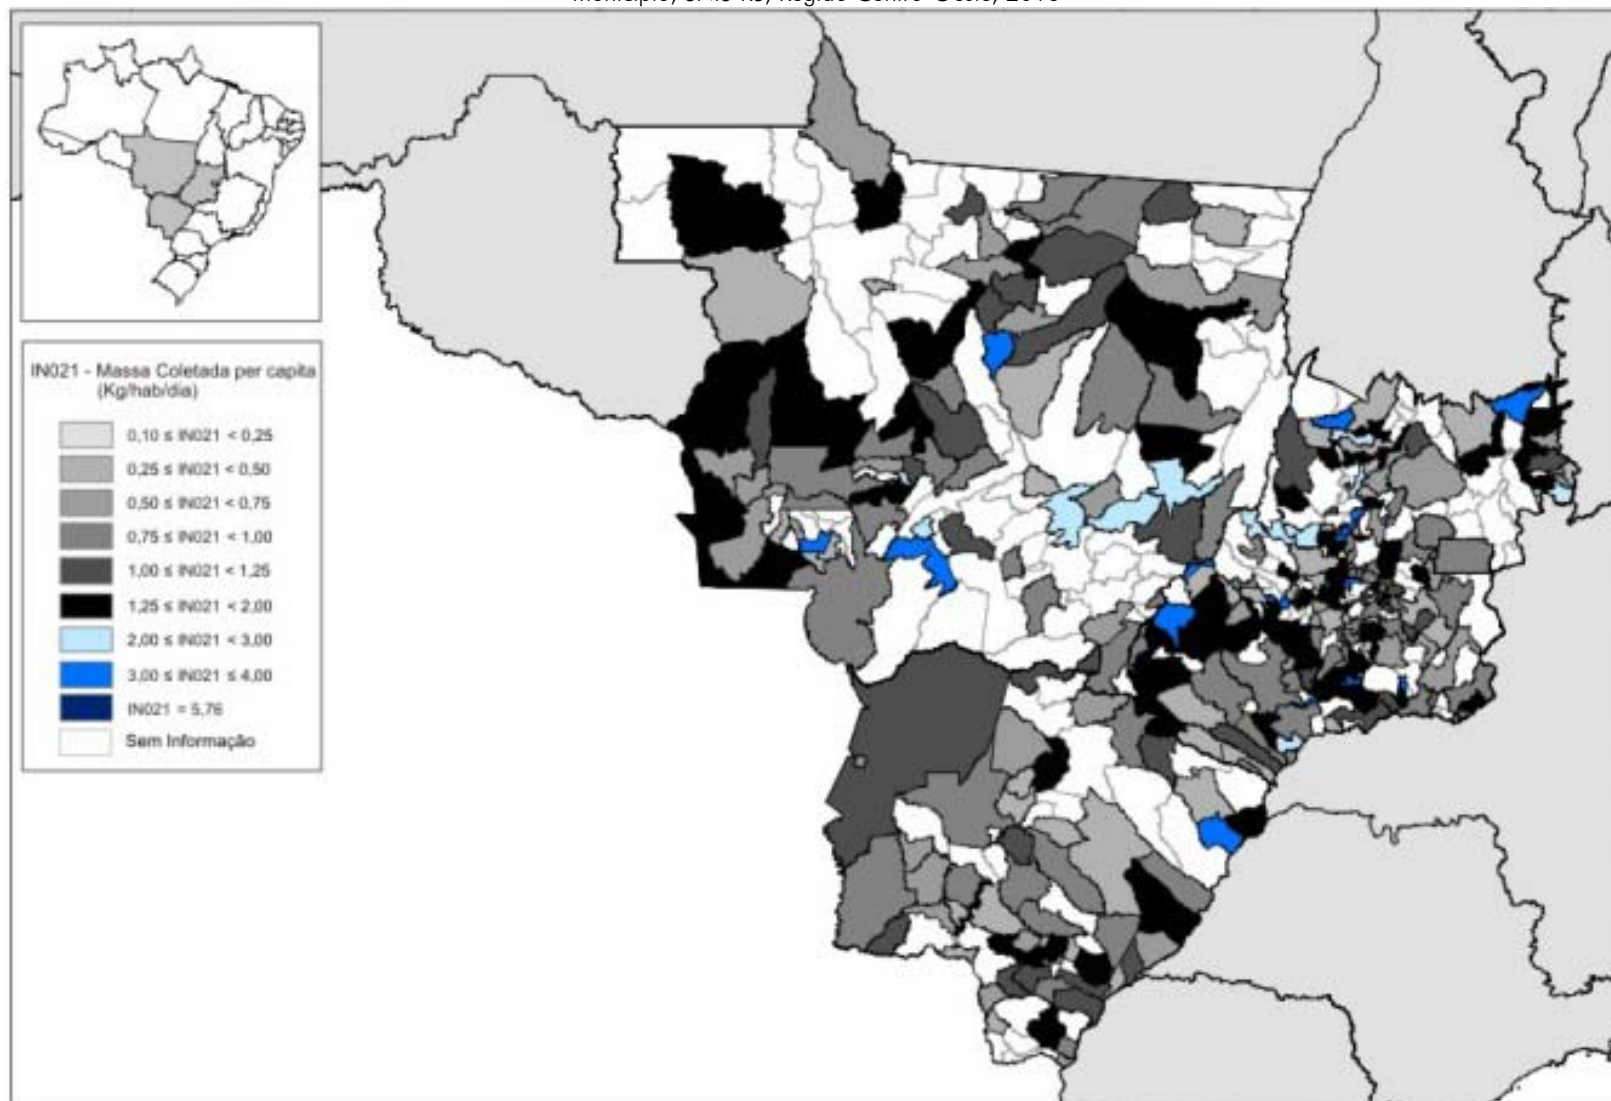 IN021 - Massa Coletada per capita
(Kg/hab/dia)
0,10 ≤ IN021 < 0,25
0,25 ≤ IN021 < 0,50
0,50 ≤ IN021 < 0,75
0,75 ≤ IN021 < 1,00
1,00 ≤ IN021 < 1,25
1,25 ≤ IN021 < 2,00
2,00 ≤ IN021 < 3,00
3,00 ≤ IN021 ≤ 4,00
IN021 = 5,76
Sem Informação